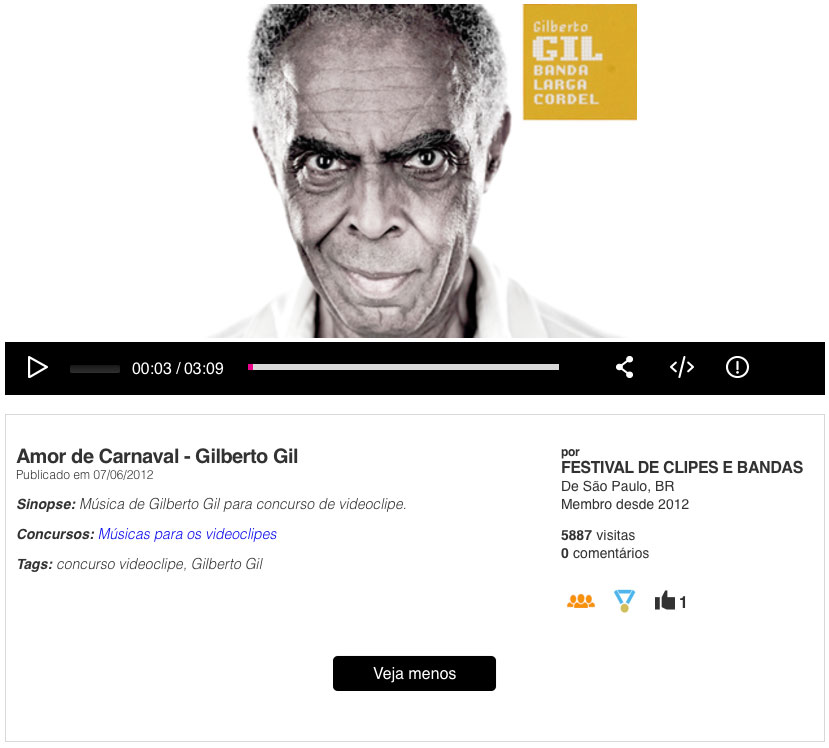 Gilberto
GIL
BANDA
LARGA
CORDEL
00:03 / 03:09
Amor de Carnaval - Gilberto Gil
Publicado em 07/06/2012
Sinopse: Música de Gilberto Gil para concurso de videoclipe.
Concursos: Músicas para os videoclipes
Tags: concurso videoclipe, Gilberto Gil
por
FESTIVAL DE CLIPES E BANDAS
De São Paulo, BR
Membro desde 2012
5887 visitas
0 comentários
1
Veja menos